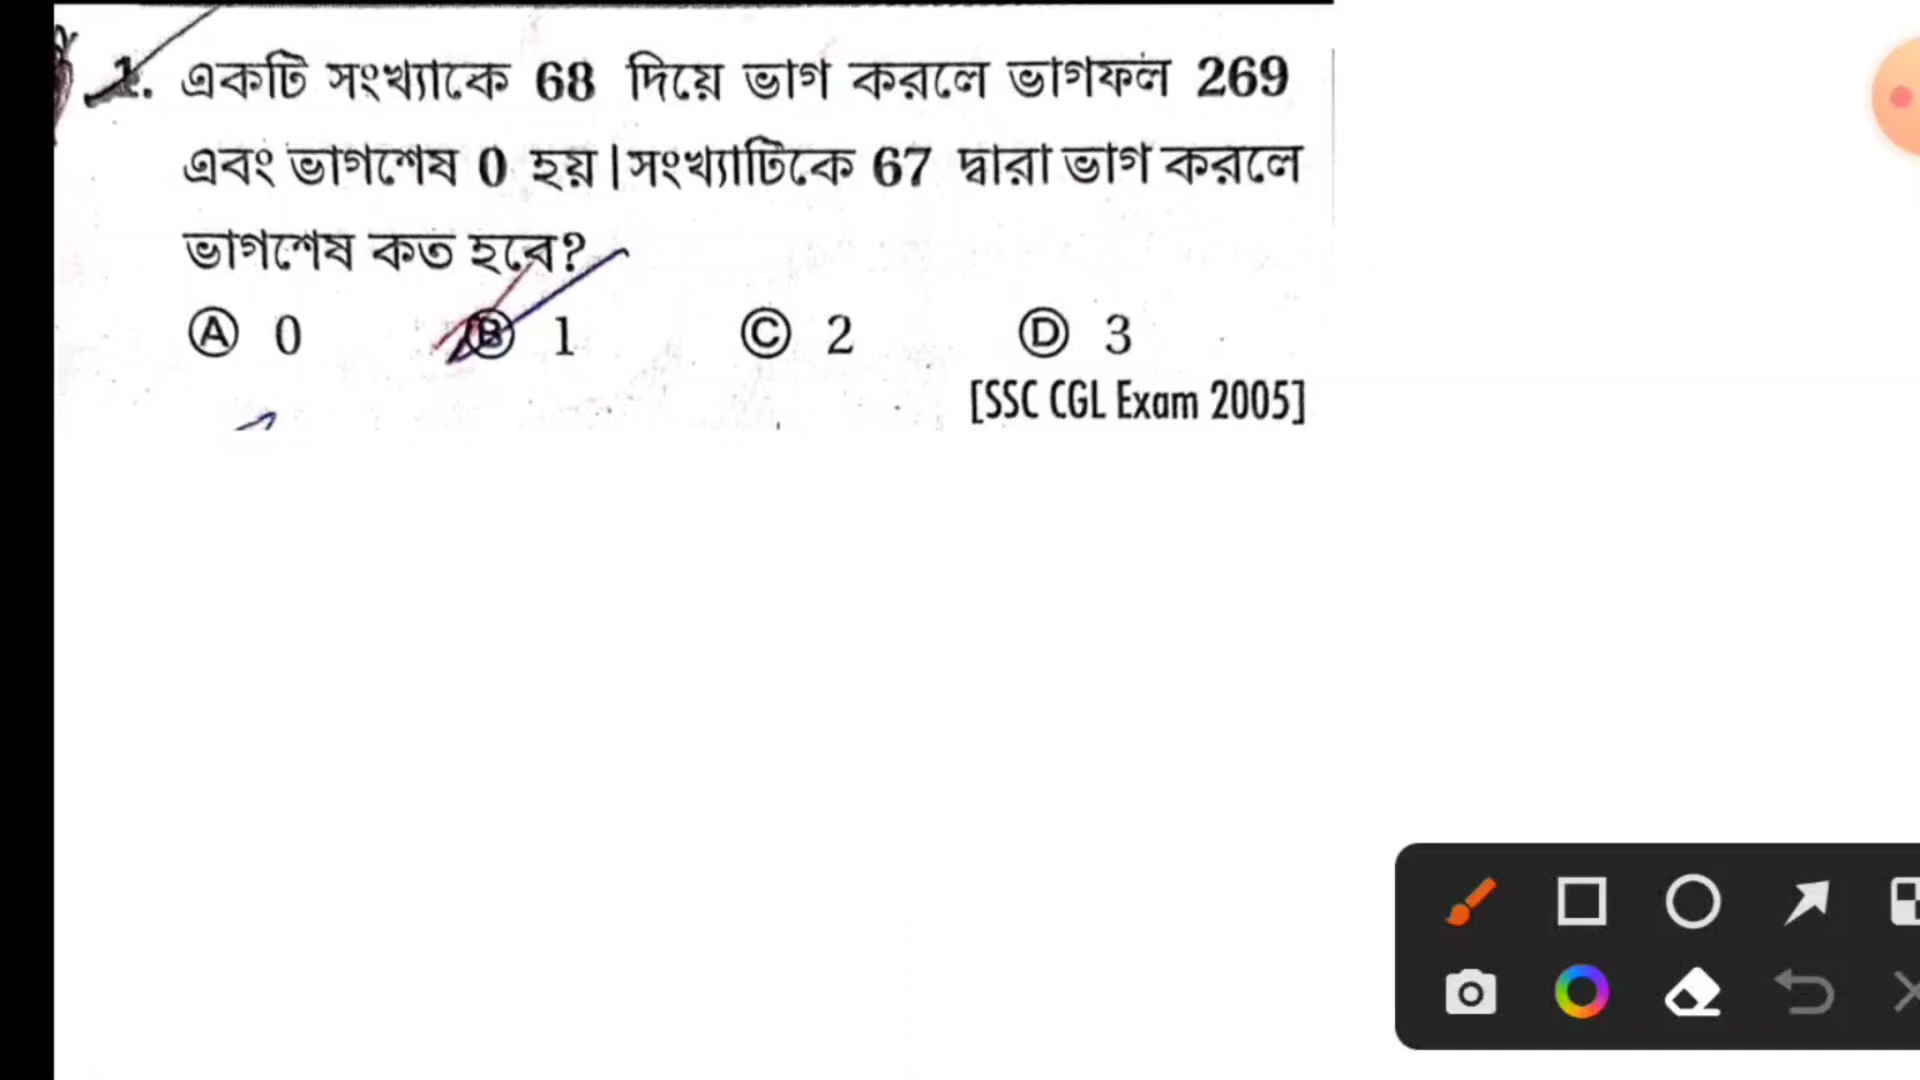 1. একটি সংখ্যাকে 68 দিয়ে ভাগ করলে ভাগফল 269
এবং ভাগশেষ 0 হয়|সংখ্যাটিকে 67 দ্বারা ভাগ করলে
ভাগশেষ কত হবে?
Ⓐ 0 Ⓑ 1 Ⓒ 2 Ⓓ 3
[SSC CGL Exam 2005]